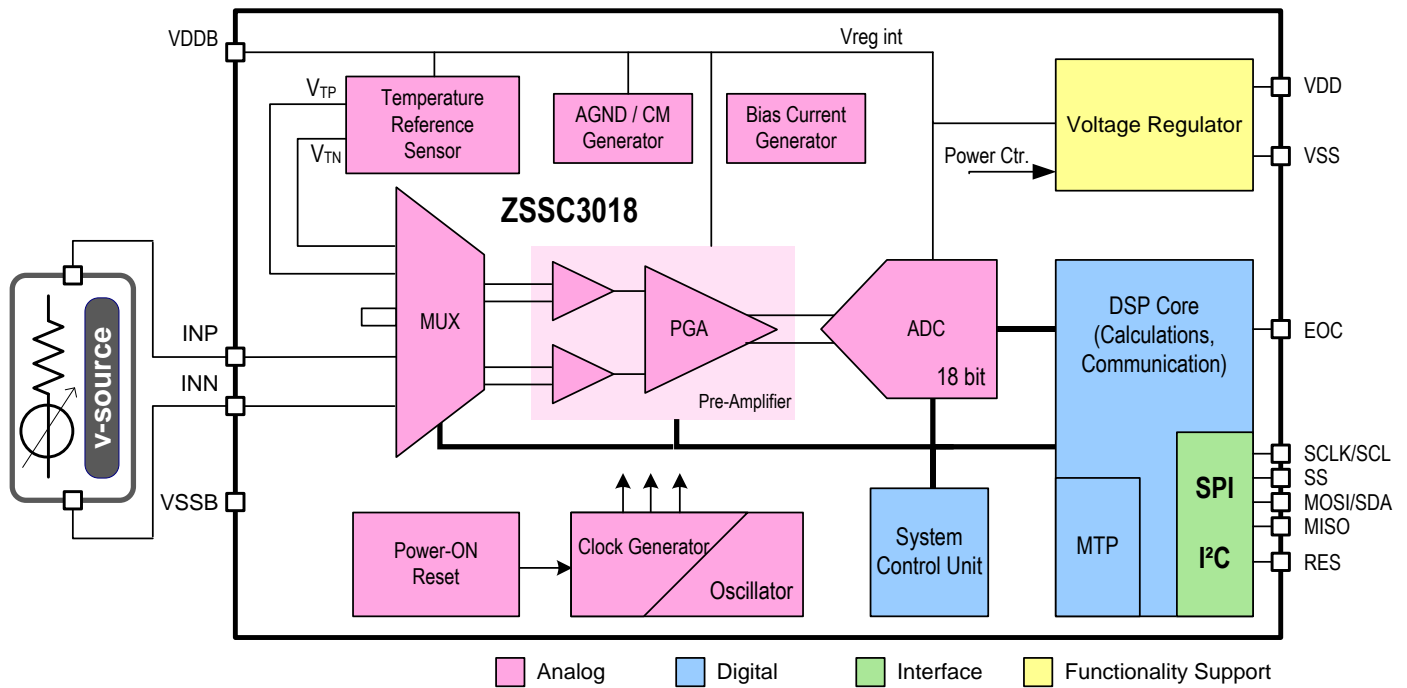 VDDB
Vreg int
VTP
Temperature
Reference
Sensor
VTN
AGND / CM
Generator
Bias Current
Generator
Voltage Regulator
VDD
VSS
Power Ctr.
ZSSC3018
v-source
INP
INN
VSSB
MUX
PGA
Pre-Amplifier
ADC
18 bit
DSP Core
(Calculations,
Communication)
EOC
SCLK/SCL
SS
MOSI/SDA
MISO
RES
SPI
I²C
MTP
System
Control Unit
Power-ON
Reset
Clock Generator
Oscillator
Analog
Digital
Interface
Functionality Support